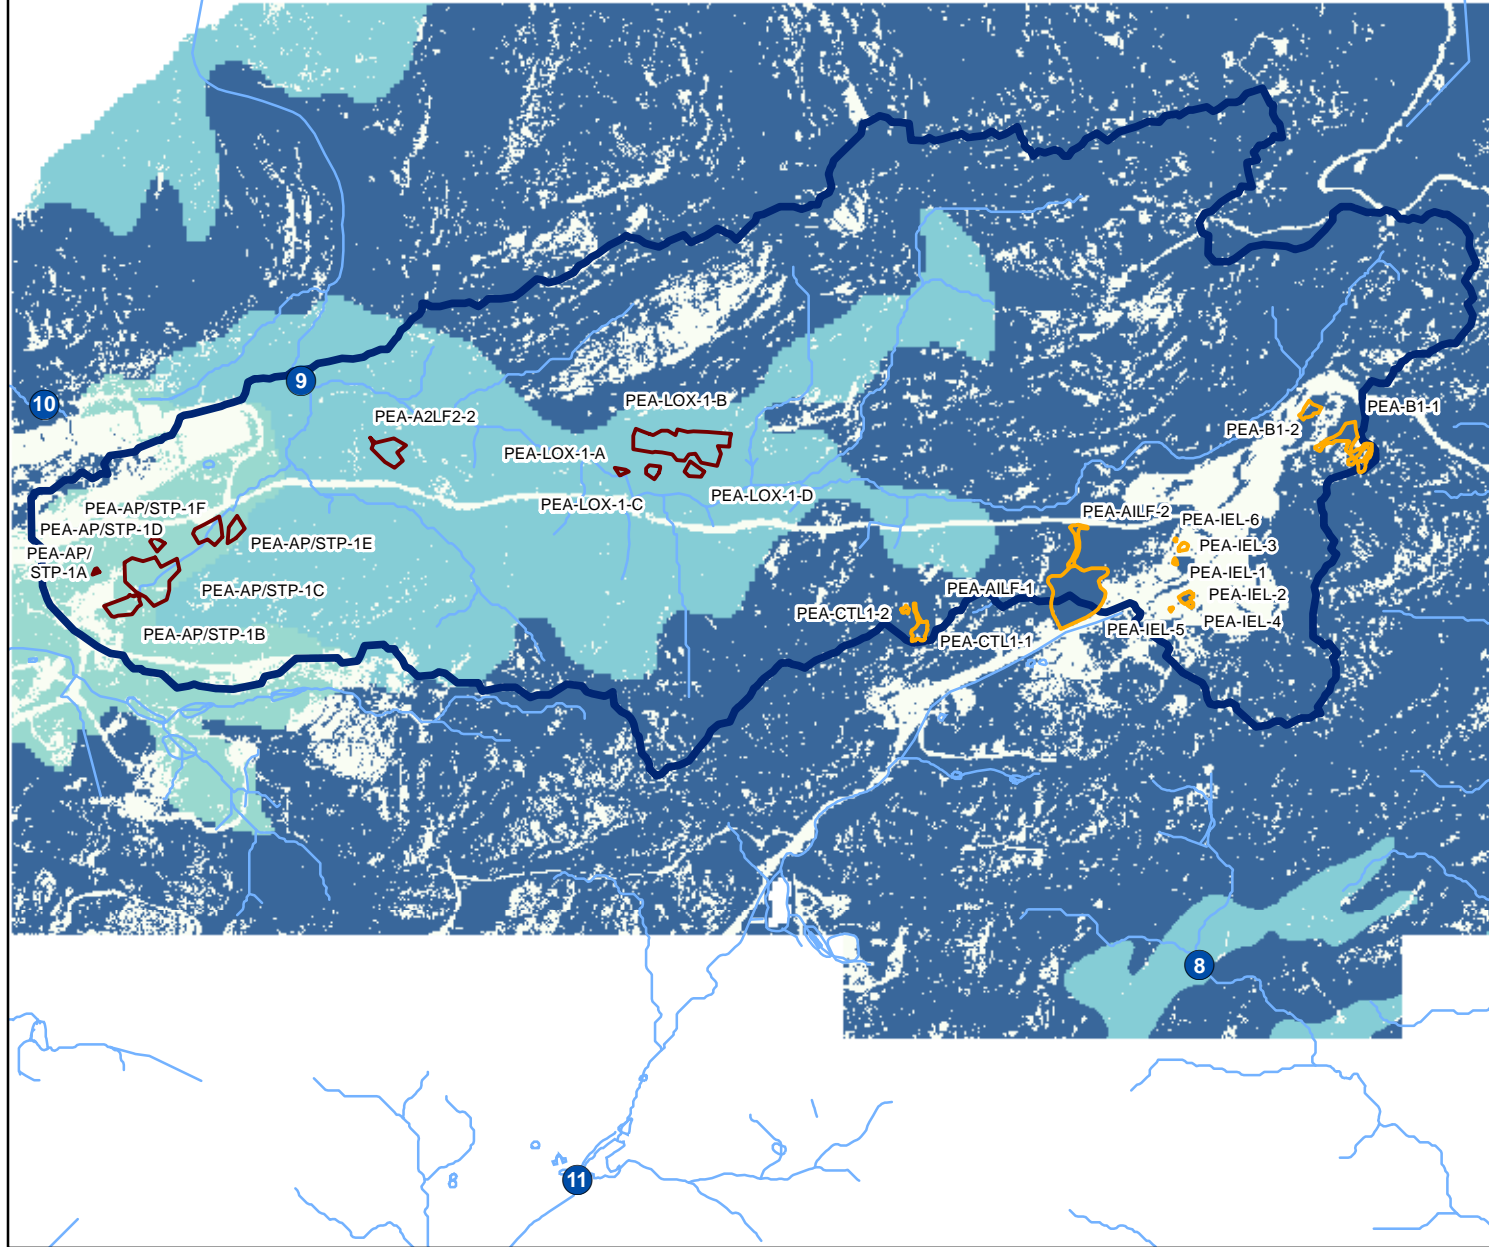 9
10
PEA-A2LF2-2
PEA-LOX-1-B
PEA-B1-1
PEA-B1-2
PEA-LOX-1-A
PEA-LOX-1-D
PEA-LOX-1-C
PEA-AP/STP-1F
PEA-AILF-2
PEA-IEL-6
PEA-AP/STP-1D
PEA-AP/STP-1E
PEA-IEL-3
PEA-AP/
STP-1A
PEA-IEL-1
PEA-AP/STP-1C
PEA-AILF-1
PEA-IEL-2
PEA-CTL1-2
PEA-IEL-4
PEA-AP/STP-1B
PEA-IEL-5
PEA-CTL1-1
8
11